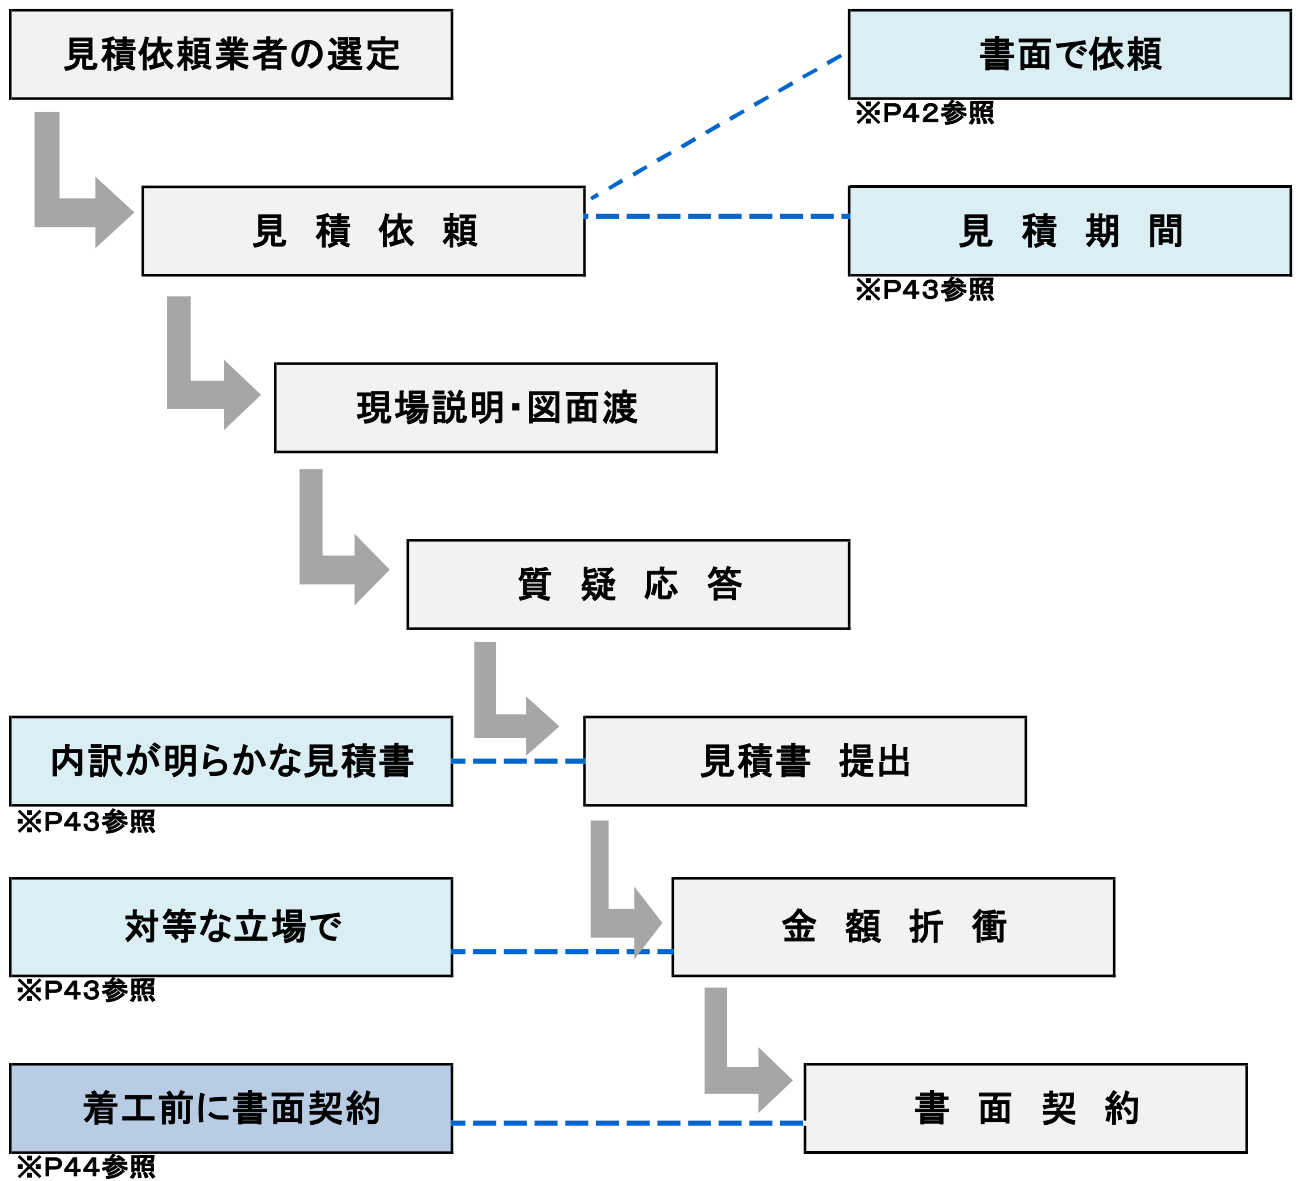 見積依頼業者の選定
書面で依頼
※P42参照
見積依頼
見積期間
※P43参照
現場説明・図面渡
質疑応答
内訳が明らかな見積書
※P43参照
見積書 提出
対等な立場で
※P43参照
金額折衝
着工前に書面契約
※P44参照
書面契約